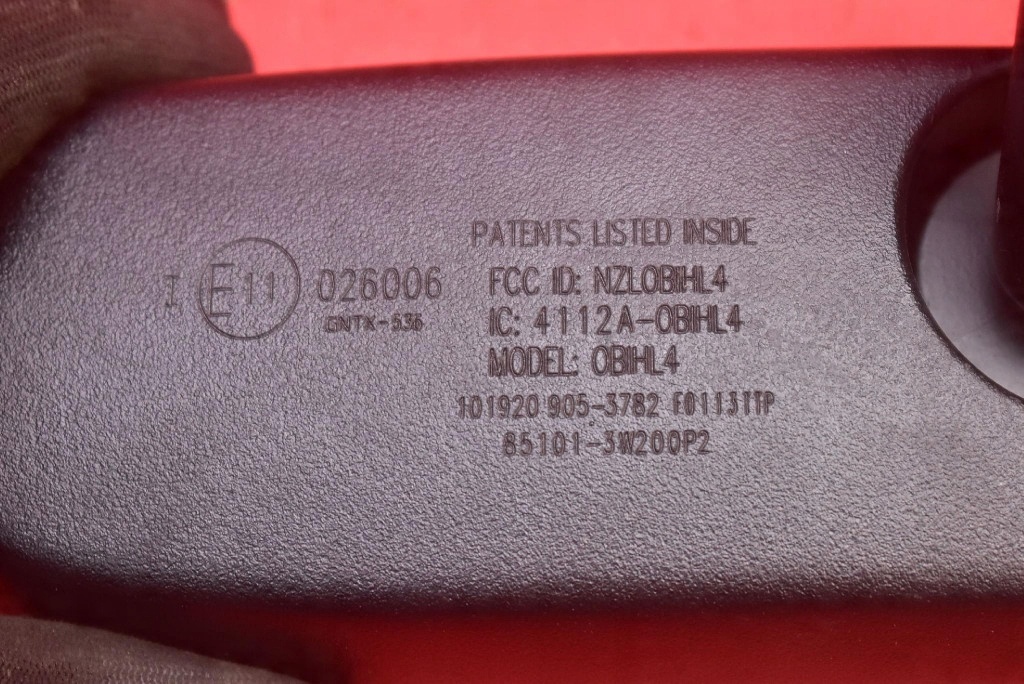 I E11 026006
GNTX-536
PATENTS LISTED INSIDE
FCC ID: NZLOBIHL4
IC: 4112A-OBIHL4
MODEL: OBIHL4
101920 905-3782
85101-3W200P2